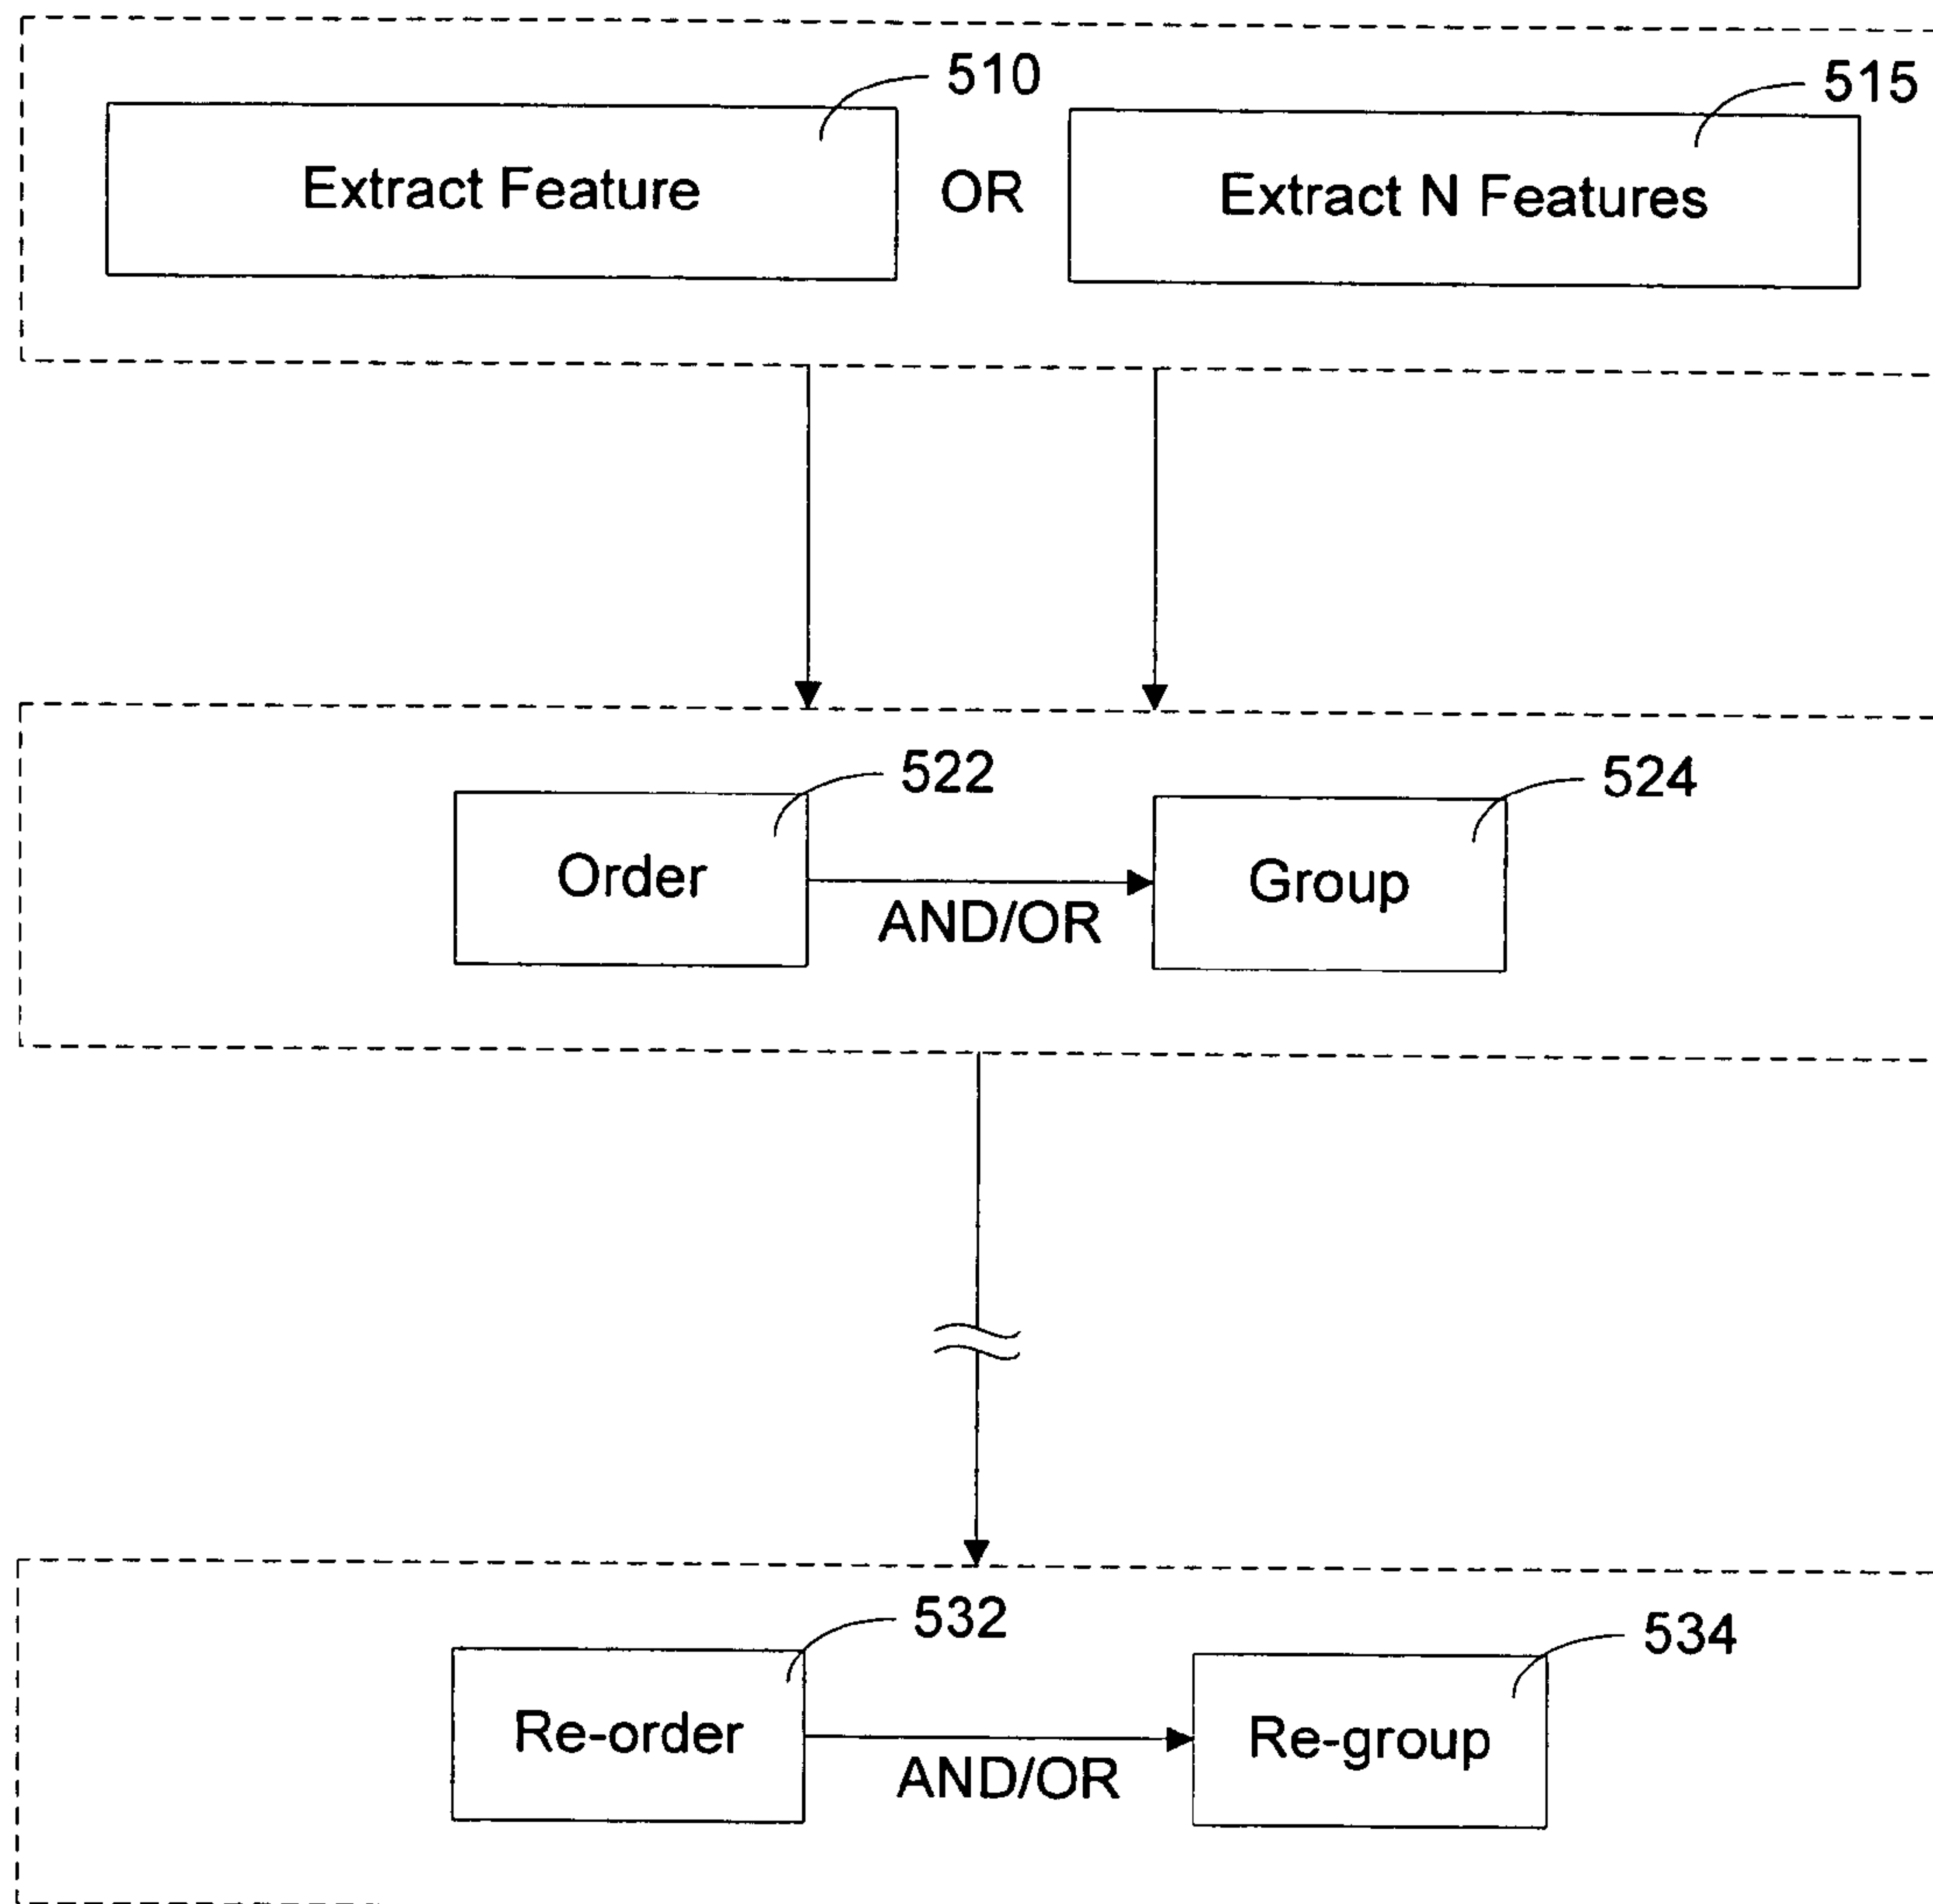 510
515
Extract Feature
OR
Extract N Features
522
524
Order
AND/OR
Group
532
534
Re-order
AND/OR
Re-group